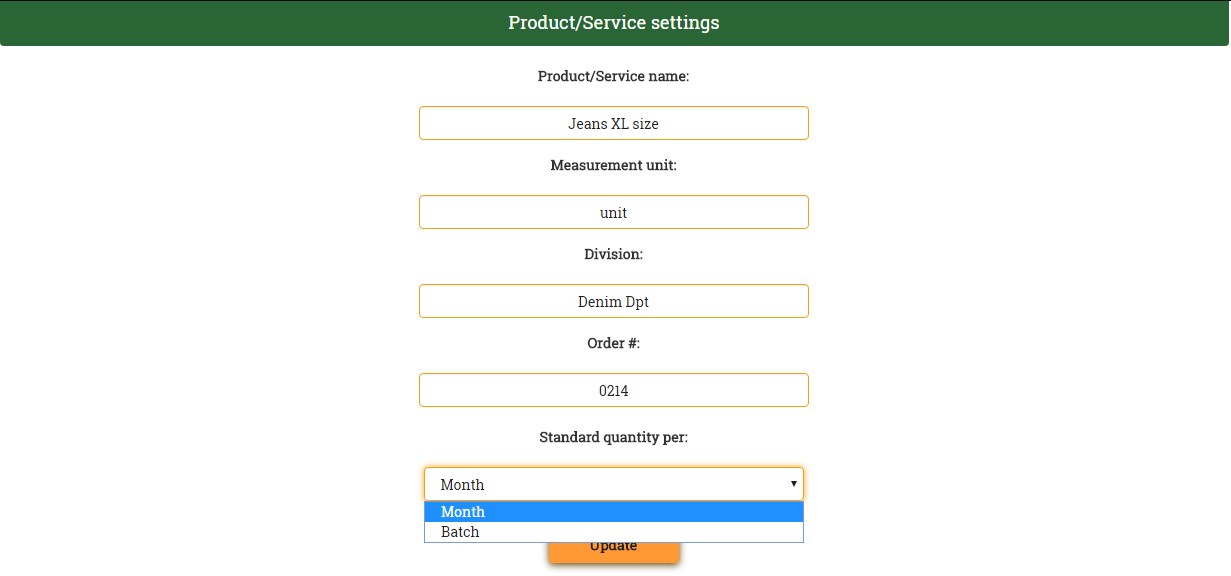 Product/Service settings
Product/Service name:
Jeans XL size
Measurement unit:
unit
Division:
Denim Dpt
Order #:
0214
Standard quantity per:
Month
Month
Batch
Update